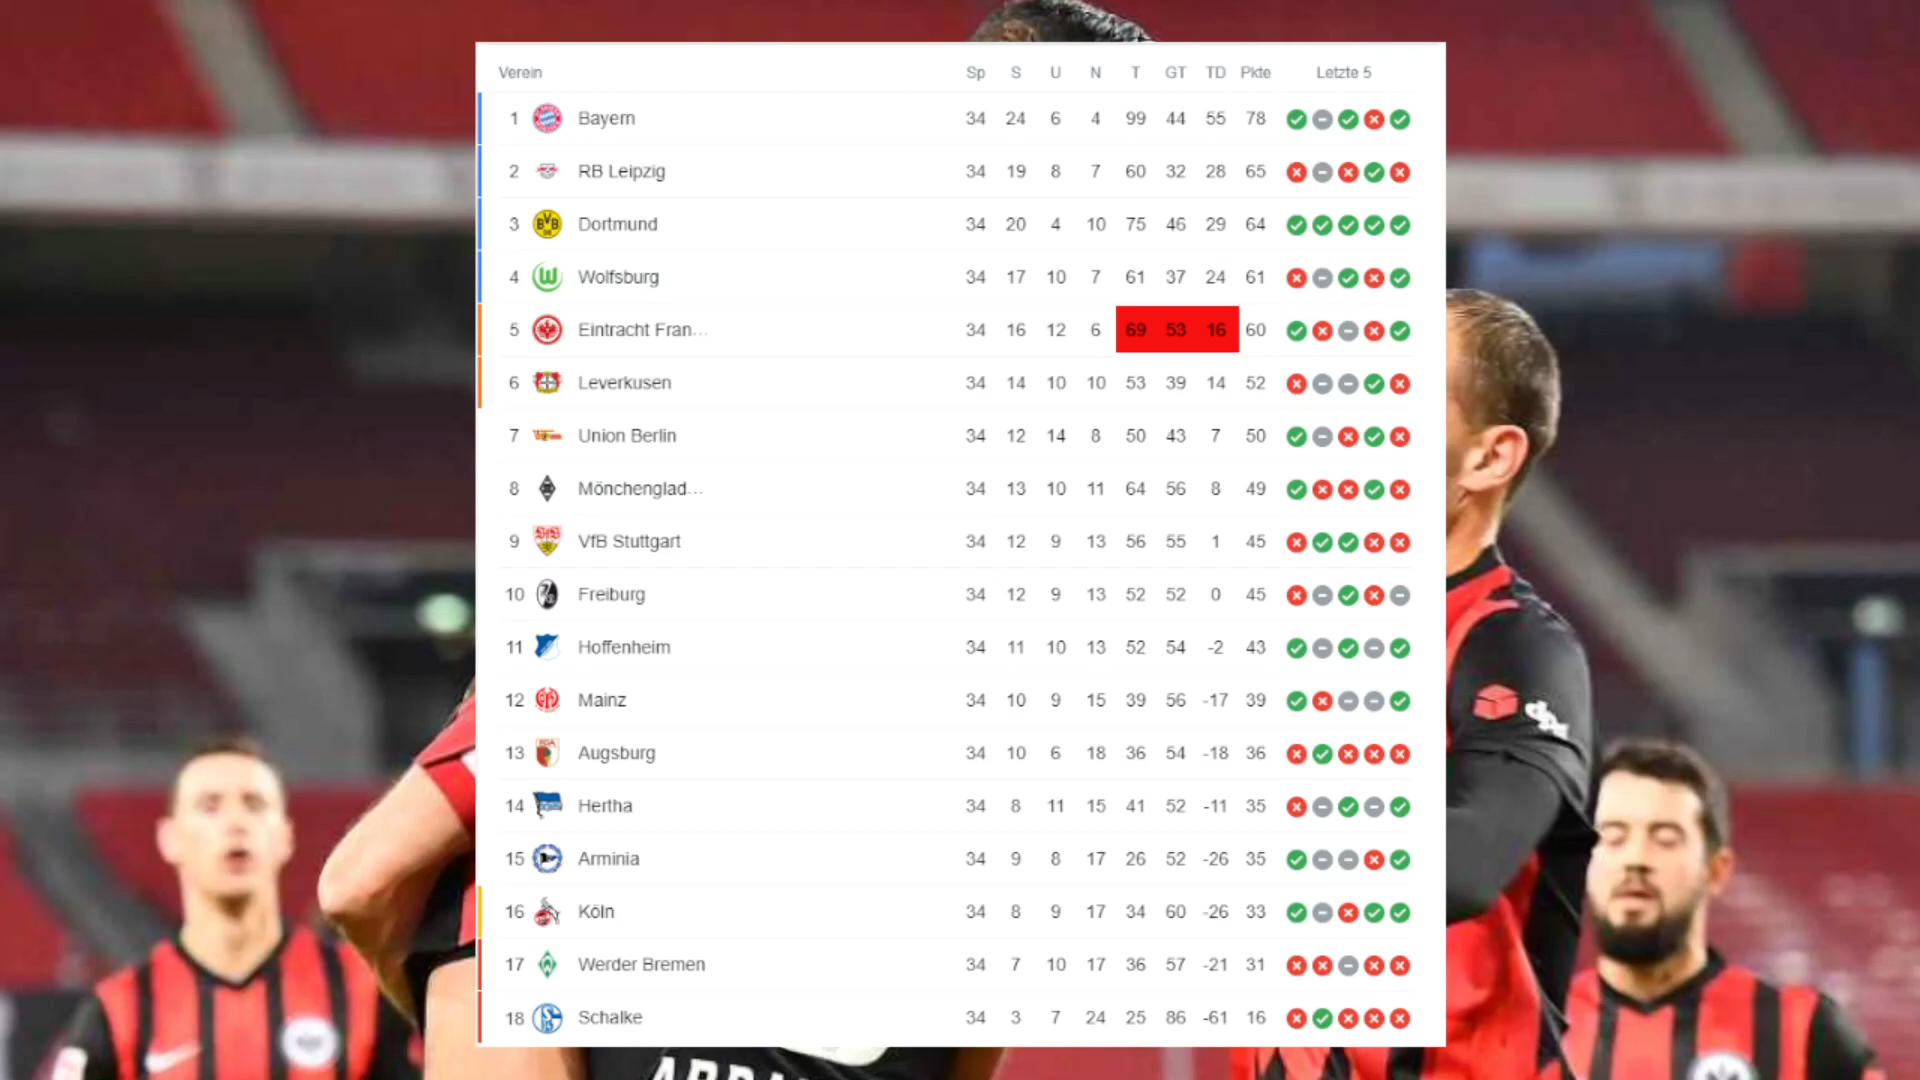 Verein Sp S U N T GT TD Pkte Letzte 5
1 Bayern 34 24 6 4 99 44 55 78
2 RB Leipzig 34 19 8 7 60 32 28 65
3 BVB 09 Dortmund 34 20 4 10 75 46 29 64
4 Wolfsburg 34 17 10 7 61 37 24 61
5 Eintracht Fran... 34 16 12 6 69 53 16 60
6 Leverkusen 34 14 10 10 53 39 14 52
7 Union Berlin 34 12 14 8 50 43 7 50
8 Mönchenglad... 34 13 10 11 64 56 8 49
9 VfB Stuttgart 34 12 9 13 56 55 1 45
10 Freiburg 34 12 9 13 52 52 0 45
11 Hoffenheim 34 11 10 13 52 54 -2 43
12 Mainz 34 10 9 15 39 56 -17 39
13 Augsburg 34 10 6 18 36 54 -18 36
14 Hertha 34 8 11 15 41 52 -11 35
15 Arminia 34 9 8 17 26 52 -26 35
16 Köln 34 8 9 17 34 60 -26 33
17 Werder Bremen 34 7 10 17 36 57 -21 31
18 Schalke 34 3 7 24 25 86 -61 16